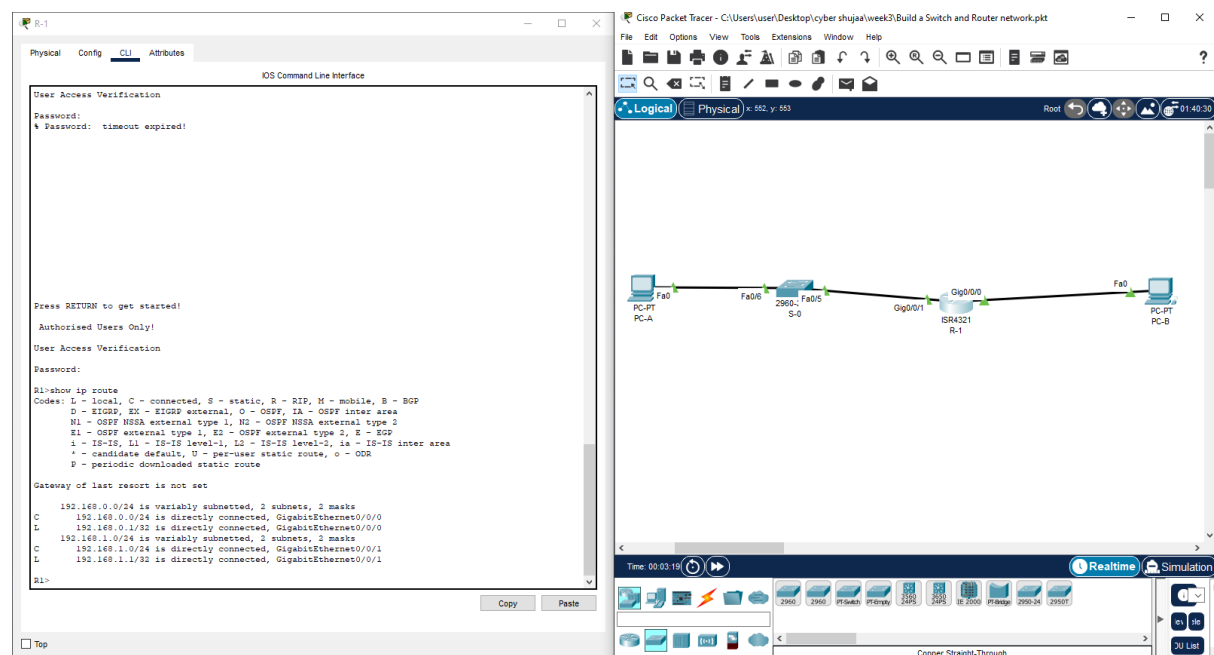 R-1
Physical Config CLI Attributes
IOS Command Line Interface
User Access Verification
Password:
% Password:  timeout expired!
Press RETURN to get started!
Authorised Users Only!
User Access Verification
Password:
R1>show ip route
Codes: L - local, C - connected, S - static, R - RIP, M - mobile, B - BGP
D - EIGRP, EX - EIGRP external, O - OSPF, IA - OSPF inter area
N1 - OSPF NSSA external type 1, N2 - OSPF NSSA external type 2
E1 - OSPF external type 1, E2 - OSPF external type 2, E - EGP
i - IS-IS, L1 - IS-IS level-1, L2 - IS-IS level-2, ia - IS-IS inter area
* - candidate default, U - per-user static route, o - ODR
P - periodic downloaded static route
Gateway of last resort is not set
192.168.0.0/24 is variably subnetted, 2 subnets, 2 masks
C 192.168.0.0/24 is directly connected, GigabitEthernet0/0/0
L 192.168.0.1/32 is directly connected, GigabitEthernet0/0/0
192.168.1.0/24 is variably subnetted, 2 subnets, 2 masks
C 192.168.1.0/24 is directly connected, GigabitEthernet0/0/1
L 192.168.1.1/32 is directly connected, GigabitEthernet0/0/1
R1>
Copy Paste
Top
Cisco Packet Tracer - C:\Users\user\Desktop\cyber shujaa\week3\Build a Switch and Router network.pkt
File Edit Options View Tools Extensions Window Help
?
Logical Physical x: 552, y: 553 Root 01:40:30
Fa0
PC-PT
PC-A
Fa0/6
Fa0/5
S-0
Gig0/0/1
Gig0/0/0
ISR4321
R-1
Fa0
PC-PT
PC-B
Time: 00:03:19 Realtime Simulation
2960 2960 PT-Switch PT-Empty 3560 24PS 3650 24PS IE 2000 PT-Bridge 2950-24 2950T
Copper Straight-Through